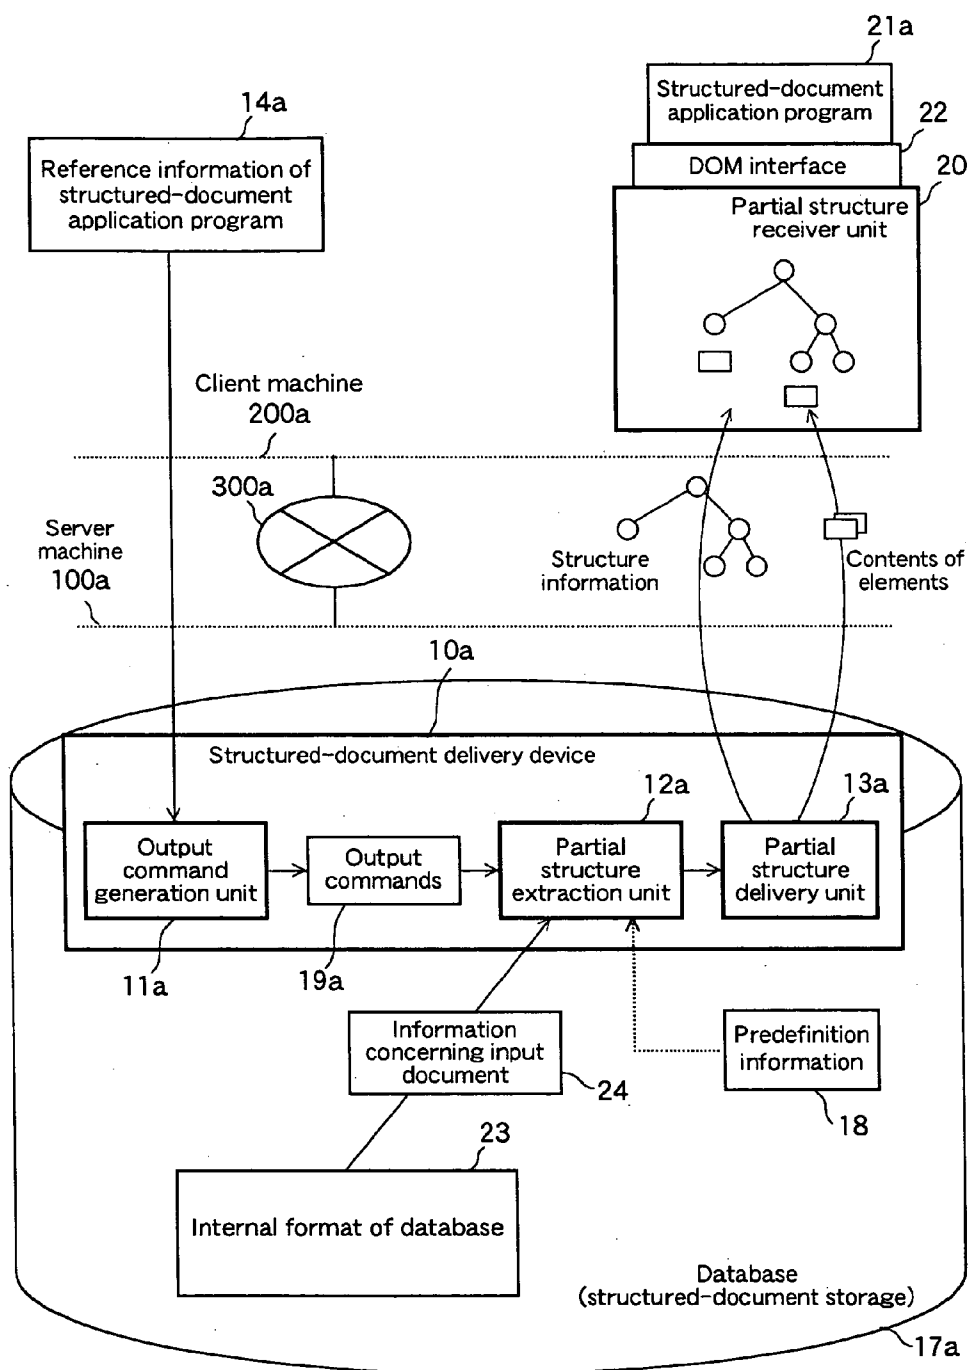 21a
Structured-document
application program
22
DOM interface
20
Partial structure
receiver unit
14a
Reference information of
structured-document
application program
Client machine
200a
300a
Server
machine
100a
Structure
information
Contents of
elements
10a
Structured-document delivery device
12a
13a
Output
command
generation unit
Output
commands
Partial
structure
extraction unit
Partial
structure
delivery unit
11a
19a
Information
concerning input
document
24
Predefinition
information
18
23
Internal format of database
Database
(structured-document storage)
17a